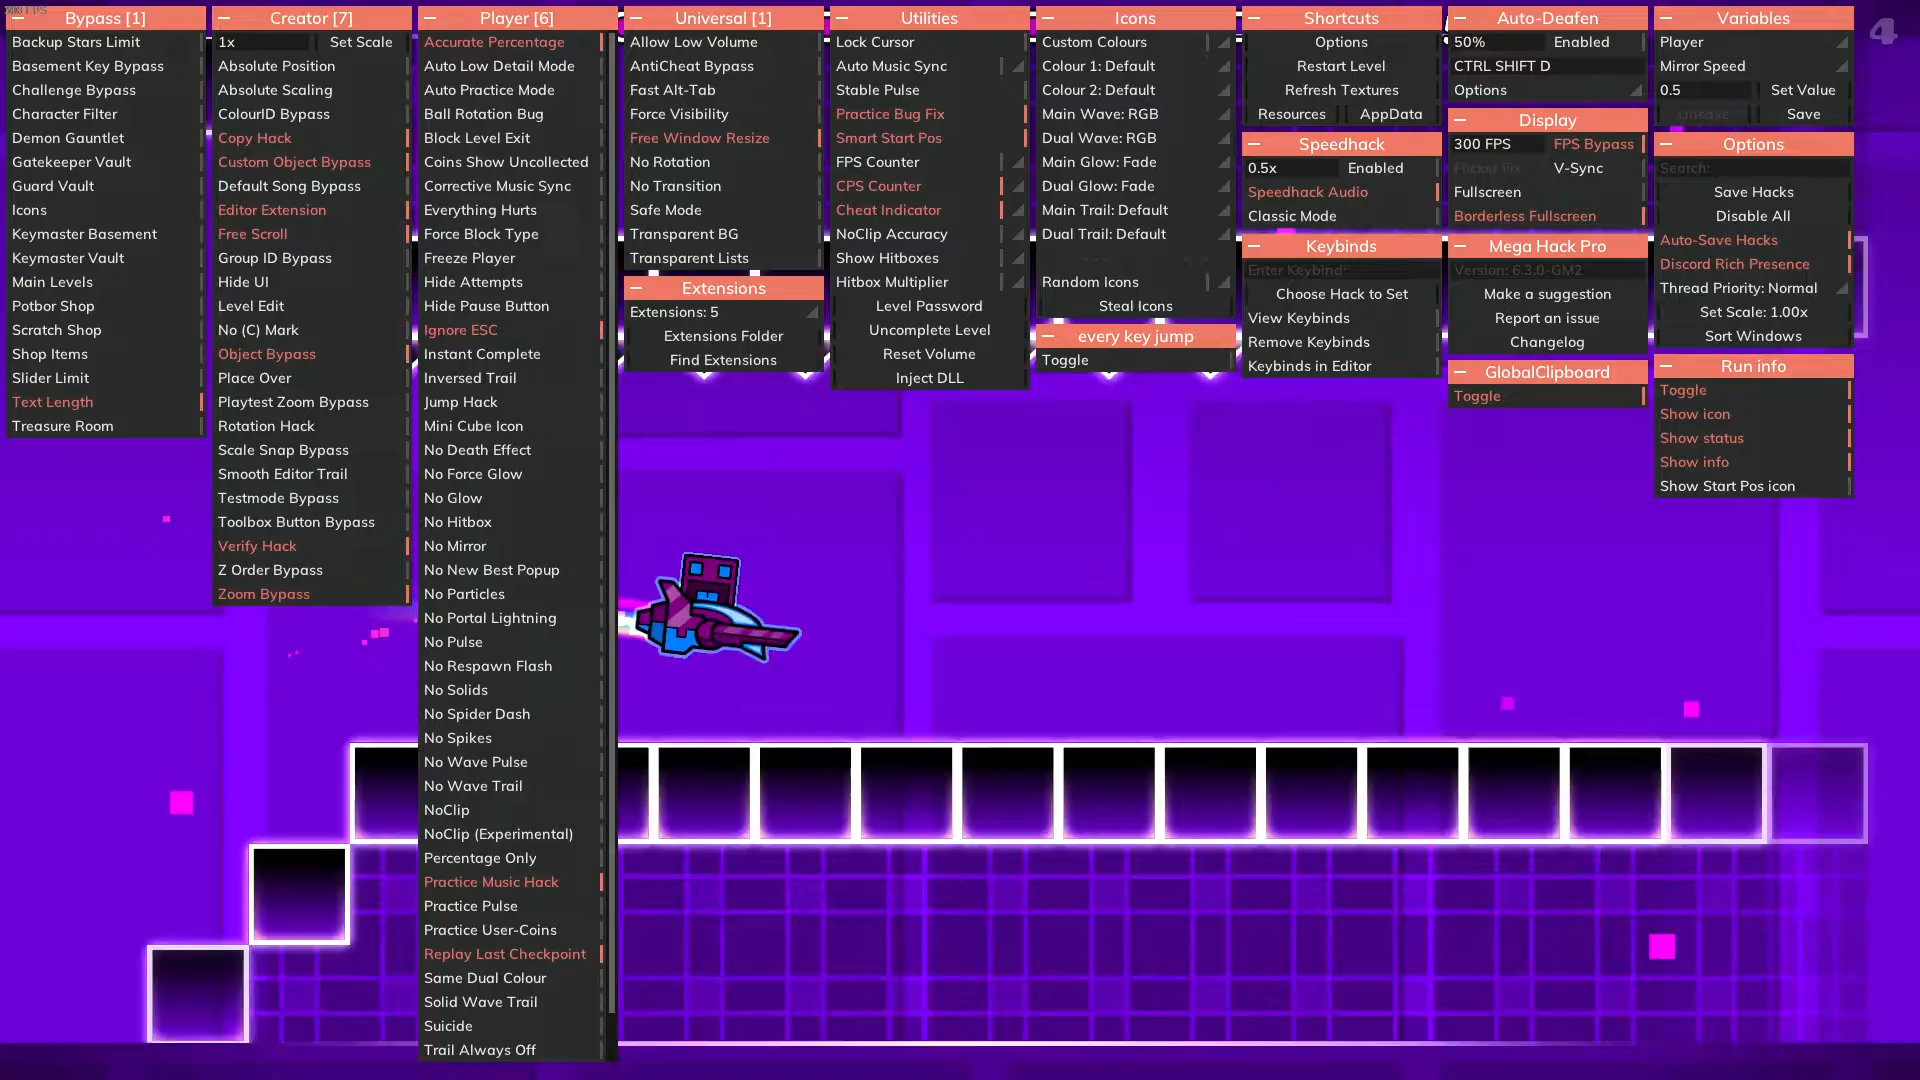 Bypass [1]
Backup Stars Limit
Basement Key Bypass
Challenge Bypass
Character Filter
Demon Gauntlet
Gatekeeper Vault
Guard Vault
Icons
Keymaster Basement
Keymaster Vault
Main Levels
Potbor Shop
Scratch Shop
Shop Items
Slider Limit
Text Length
Treasure Room
Creator [7]
1x Set Scale
Absolute Position
Absolute Scaling
ColourID Bypass
Copy Hack
Custom Object Bypass
Default Song Bypass
Editor Extension
Free Scroll
Group ID Bypass
Hide UI
Level Edit
No (C) Mark
Object Bypass
Place Over
Playtest Zoom Bypass
Rotation Hack
Scale Snap Bypass
Smooth Editor Trail
Testmode Bypass
Toolbox Button Bypass
Verify Hack
Z Order Bypass
Zoom Bypass
Player [6]
Accurate Percentage
Auto Low Detail Mode
Auto Practice Mode
Ball Rotation Bug
Block Level Exit
Coins Show Uncollected
Corrective Music Sync
Everything Hurts
Force Block Type
Freeze Player
Hide Attempts
Hide Pause Button
Ignore ESC
Instant Complete
Inversed Trail
Jump Hack
Mini Cube Icon
No Death Effect
No Force Glow
No Glow
No Hitbox
No Mirror
No New Best Popup
No Particles
No Portal Lightning
No Pulse
No Respawn Flash
No Solids
No Spider Dash
No Spikes
No Wave Pulse
No Wave Trail
NoClip
NoClip (Experimental)
Percentage Only
Practice Music Hack
Practice Pulse
Practice User-Coins
Replay Last Checkpoint
Same Dual Colour
Solid Wave Trail
Suicide
Trail Always Off
Universal [1]
Allow Low Volume
AntiCheat Bypass
Fast Alt-Tab
Force Visibility
Free Window Resize
No Rotation
No Transition
Safe Mode
Transparent BG
Transparent Lists
Extensions
Extensions: 5
Extensions Folder
Find Extensions
Utilities
Lock Cursor
Auto Music Sync
Stable Pulse
Practice Bug Fix
Smart Start Pos
FPS Counter
CPS Counter
Cheat Indicator
NoClip Accuracy
Show Hitboxes
Hitbox Multiplier
Level Password
Uncomplete Level
Reset Volume
Inject DLL
Icons
Custom Colours
Colour 1: Default
Colour 2: Default
Main Wave: RGB
Dual Wave: RGB
Main Glow: Fade
Dual Glow: Fade
Main Trail: Default
Dual Trail: Default
Random Icons
Steal Icons
every key jump
Toggle
Shortcuts
Options
Restart Level
Refresh Textures
Resources AppData
Speedhack
0.5x Enabled
Speedhack Audio
Classic Mode
Keybinds
Enter Keybind:
Choose Hack to Set
View Keybinds
Remove Keybinds
Keybinds in Editor
Auto-Deafen
50% Enabled
CTRL SHIFT D
Options
Display
300 FPS FPS Bypass
Flicker Fix V-Sync
Fullscreen
Borderless Fullscreen
Mega Hack Pro
Version: 6.3.0-GM2
Make a suggestion
Report an issue
Changelog
GlobalClipboard
Toggle
Variables
Player
Mirror Speed
0.5 Set Value
Unsave Save
Options
Search:
Save Hacks
Disable All
Auto-Save Hacks
Discord Rich Presence
Thread Priority: Normal
Set Scale: 1.00x
Sort Windows
Run info
Toggle
Show icon
Show status
Show info
Show Start Pos icon
4